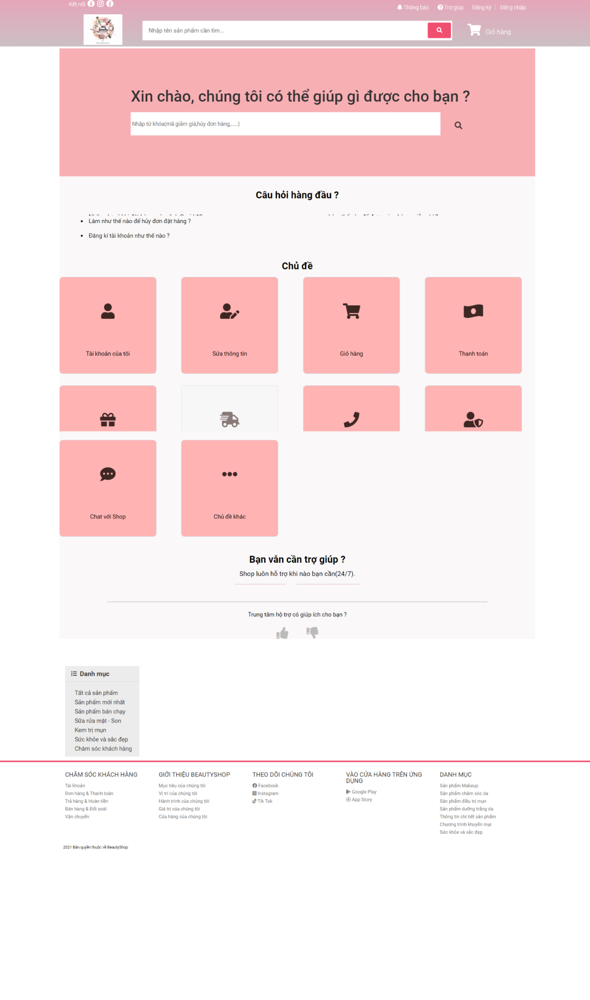 Kết nối
Thông báo Trợ giúp Đăng ký Đăng nhập
beauty
Nhập tên sản phẩm cần tìm...
Giỏ hàng
Xin chào, chúng tôi có thể giúp gì được cho bạn ?
Nhập từ khóa(mã giảm giá,hủy đơn hàng,.....)
Câu hỏi hàng đầu ?
Làm như thế nào để hủy đơn đặt hàng ?
Đăng kí tài khoản như thế nào ?
Chủ đề
Tài khoản của tôi
Sửa thông tin
Giỏ hàng
Thanh toán
Chat với Shop
Chủ đề khác
Bạn vẫn cần trợ giúp ?
Shop luôn hỗ trợ khi nào bạn cần(24/7).
Trung tâm hộ trợ có giúp ích cho bạn ?
Danh mục
Tất cả sản phẩm
Sản phẩm mới nhất
Sản phẩm bán chạy
Sữa rửa mặt - Son
Kem trị mụn
Sức khỏe và sắc đẹp
Chăm sóc khách hàng
CHĂM SÓC KHÁCH HÀNG
Tài khoản
Đơn hàng & Thanh toán
Trả hàng & Hoàn tiền
Bán hàng & Đối soát
Vận chuyển
GIỚI THIỆU BEAUTYSHOP
Mục tiêu của chúng tôi
Vị trí của chúng tôi
Hành trình của chúng tôi
Giá trị của chúng tôi
Của hàng của chúng tôi
THEO DÕI CHÚNG TÔI
Facebook
Instagram
Tik Tok
VÀO CỬA HÀNG TRÊN ỨNG
DỤNG
Google Play
App Story
DANH MỤC
Sản phẩm Makeup
Sản phẩm chăm sóc da
Sản phẩm điều trị mụn
Sản phẩm dưỡng trắng da
Thông tin chi tiết sản phẩm
Chương trình khuyến mại
Sức khỏe và sắc đẹp
2021 Bản quyền thuộc về BeautyShop